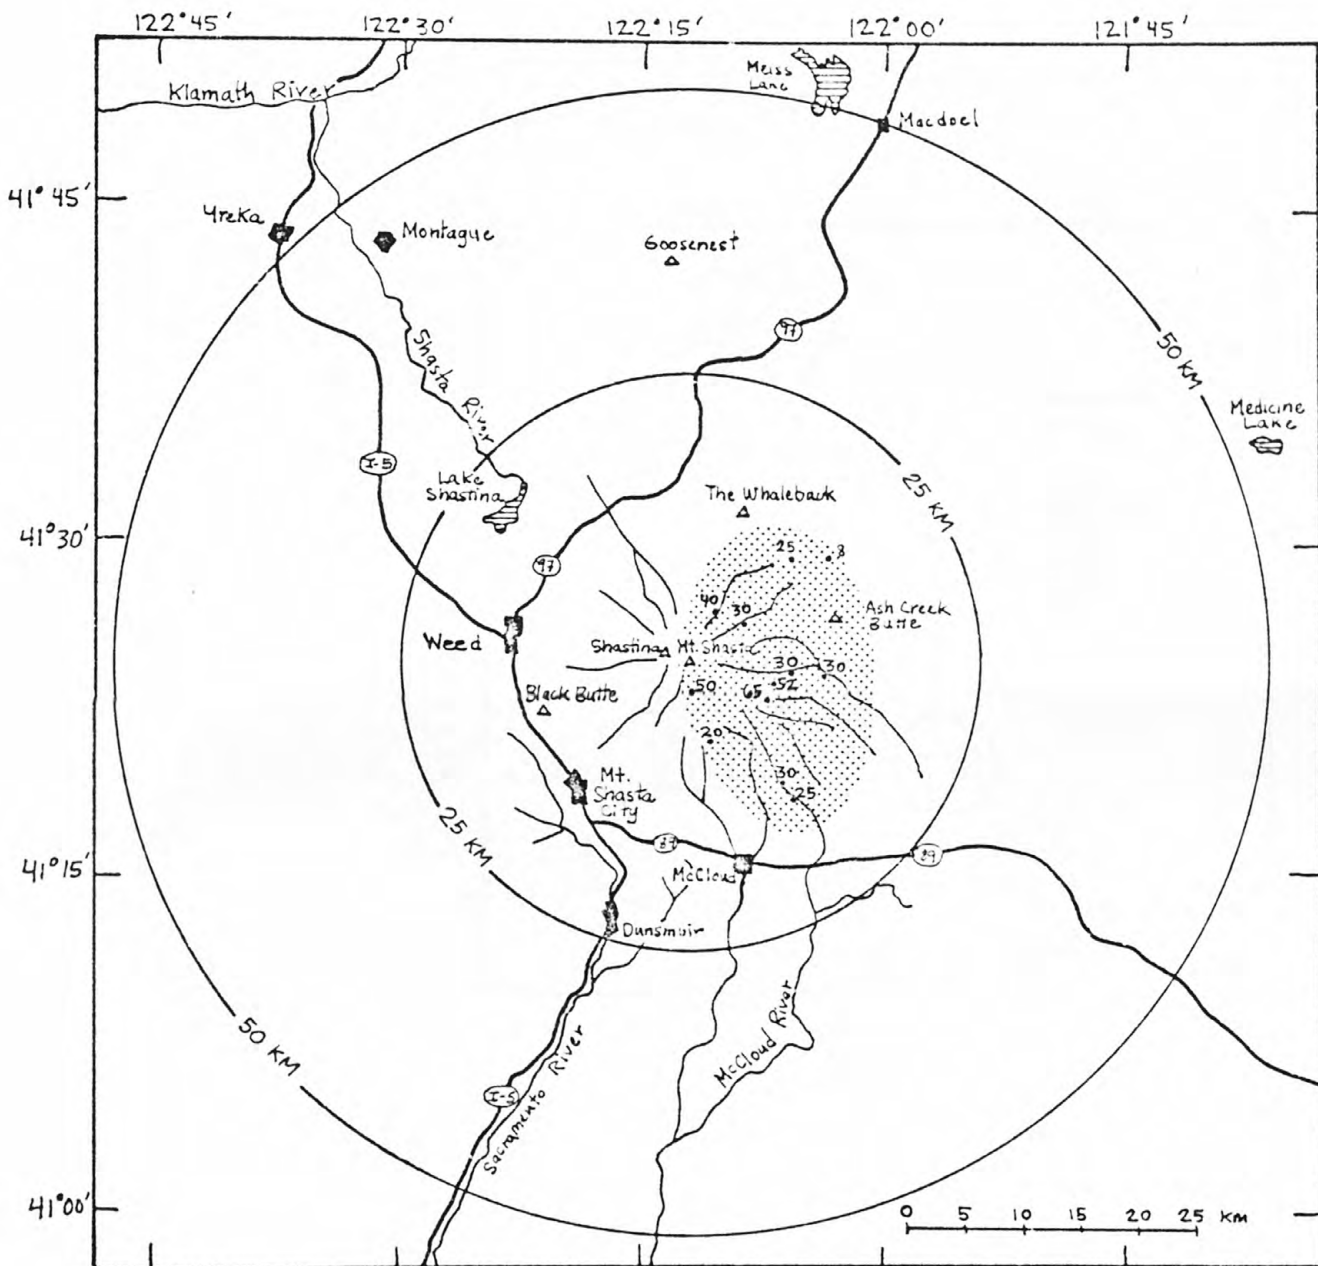 122°45'
122°30'
122°15'
122°00'
121°45'
Klamath River
Meiss
Lake
Macdoel
41°45'
Yreka
Montague
Goosenest
97
50 KM
Shasta
River
Medicine
Lake
I-5
Lake
Shastina
The Whaleback
25 KM
41°30'
25
8
97
40
30
Ash Creek
Butte
Weed
Shastina
Mt. Shasta
30
30
50
65
52
Black Butte
20
Mt.
Shasta
City
30
25
25 KM
89
89
41°15'
McCloud
Dunsmuir
50 KM
McCloud River
I-5
Sacramento River
41°00'
0 5 10 15 20 25 KM